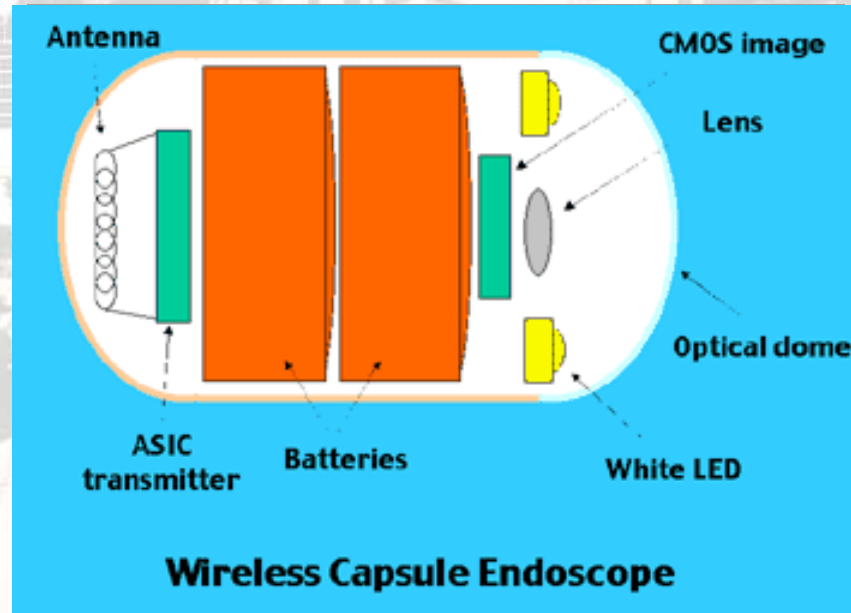 Antenna
CMOS image
Lens
Optical dome
ASIC
transmitter
Batteries
White LED
Wireless Capsule Endoscope